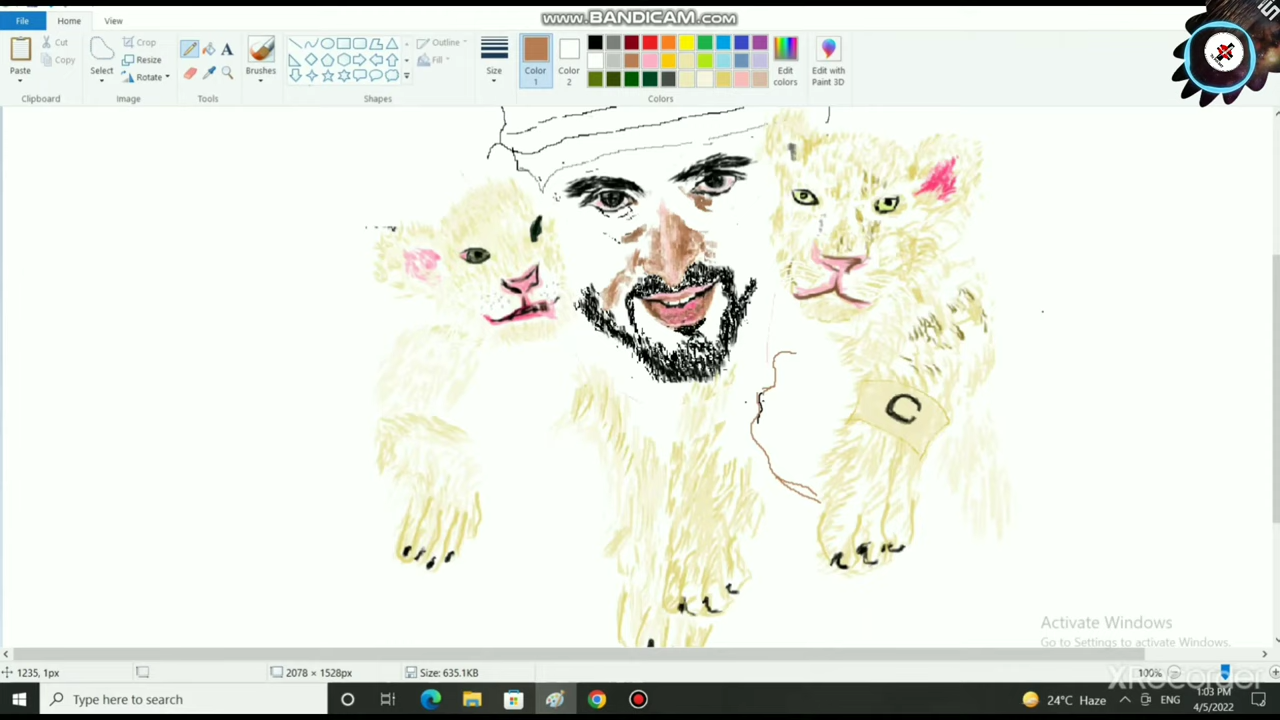 www.BANDICAM.com
File Home View
Cut
Copy
Paste
Clipboard
Crop
Resize
Rotate
Select
Image
A
Tools
Brushes
Outline
Fill
Shapes
Size
Color 1
Color 2
Colors
Edit colors
Edit with Paint 3D
C
Activate Windows
Go to Settings to activate Windows.
1235, 1px
2078 × 1528px
Size: 635.1KB
100%
XRecorder
Type here to search
24°C Haze
ENG
1:03 PM
4/5/2022